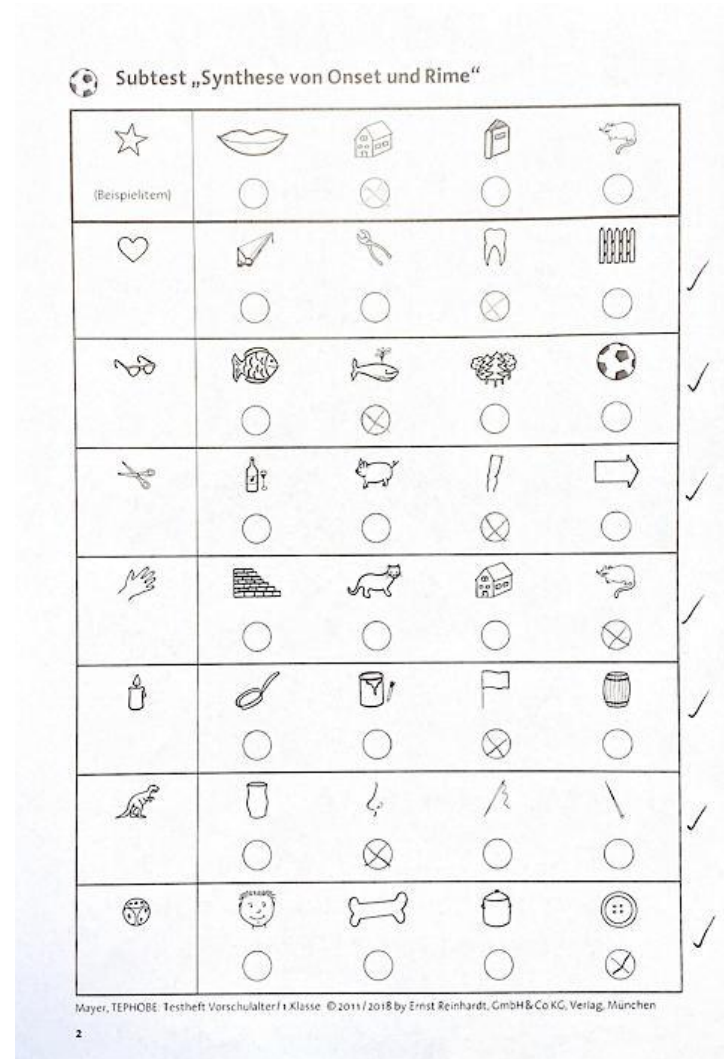 Subtest „Synthese von Onset und Rime“
(Beispielitem)
Mayer, TEPHOBE: Testheft Vorschulalter/1.Klasse © 2011/2018 by Ernst Reinhardt, GmbH & Co KG, Verlag, München
2